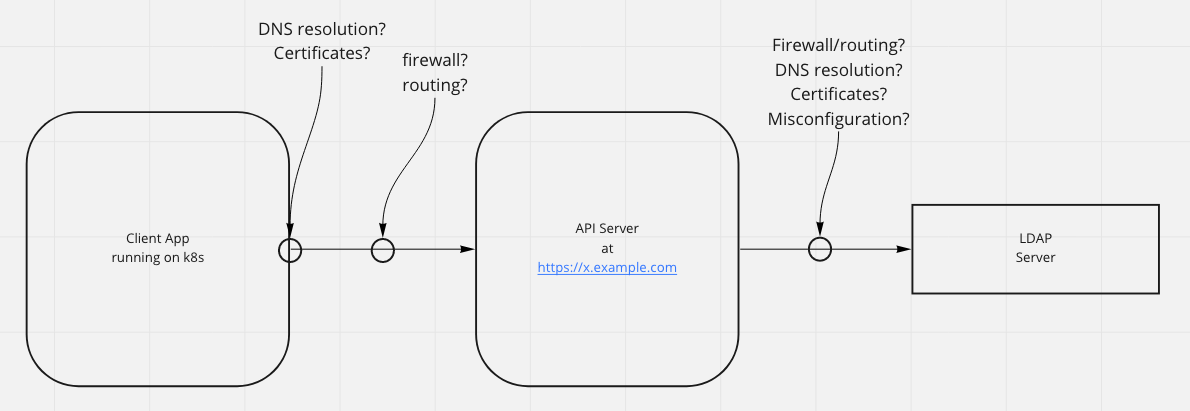 DNS resolution?
Certificates?
firewall?
routing?
Firewall/routing?
DNS resolution?
Certificates?
Misconfiguration?
Client App
running on k8s
API Server
at
https://x.example.com
LDAP
Server